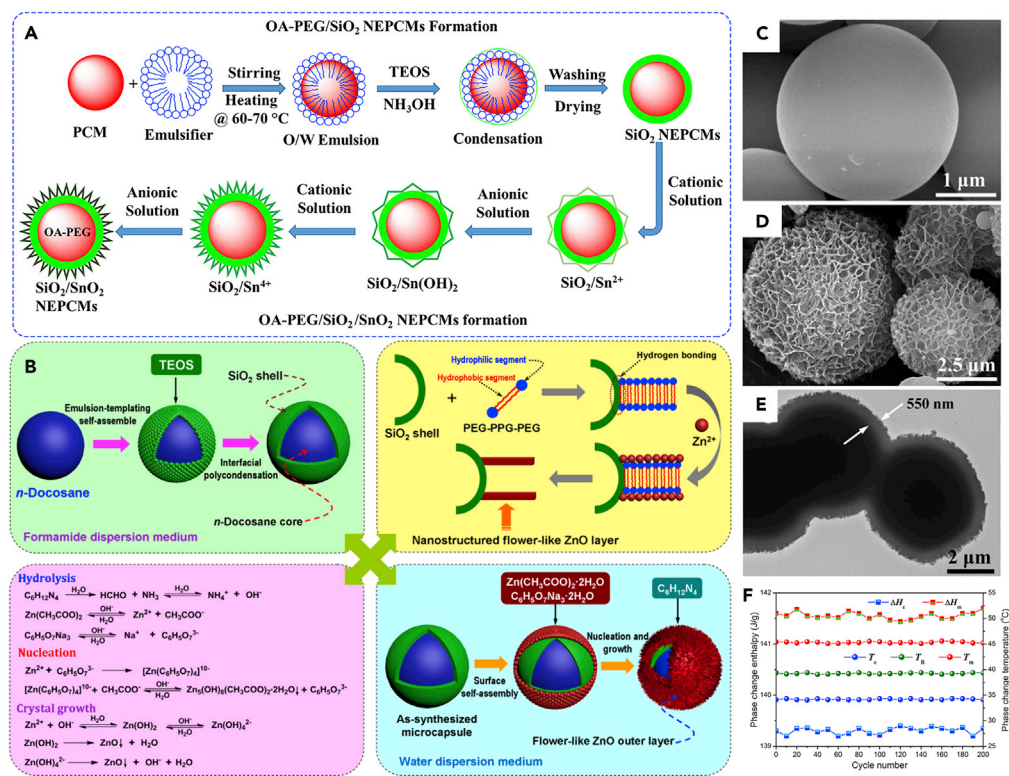 A
OA-PEG/SiO₂ NEPCMs Formation
PCM
+
Emulsifier
Stirring
Heating
@ 60-70 °C
O/W Emulsion
TEOS
NH₃OH
Condensation
Washing
Drying
SiO₂ NEPCMs
Cationic
Solution
SiO₂/Sn²⁺
Anionic
Solution
SiO₂/Sn(OH)₂
Cationic
Solution
SiO₂/Sn⁴⁺
Anionic
Solution
OA-PEG
SiO₂/SnO₂
NEPCMs
OA-PEG/SiO₂/SnO₂ NEPCMs formation
B
TEOS
SiO₂ shell
Emulsion-templating
self-assemble
Interfacial
polycondensation
n-Docosane
n-Docosane core
Formamide dispersion medium
Hydrophilic segment
Hydrophobic segment
Hydrogen bonding
+
SiO₂ shell
PEG-PPG-PEG
Zn²⁺
Nanostructured flower-like ZnO layer
Hydrolysis
C₆H₁₂N₄ H₂O HCHO + NH₃ H₂O NH₄⁺ + OH⁻
Zn(CH₃COO)₂ OH⁻ H₂O Zn²⁺ + CH₃COO⁻
C₆H₅O₇Na₃ OH⁻ H₂O Na⁺ + C₆H₅O₇³⁻
Nucleation
Zn²⁺ + C₆H₅O₇³⁻ → [Zn(C₆H₅O₇)₄]¹⁰⁻
[Zn(C₆H₅O₇)₄]¹⁰⁻+ CH₃COO⁻ OH⁻ H₂O Zn₅(OH)₈(CH₃COO)₂·2H₂O↓ + C₆H₅O₇³⁻
Crystal growth
Zn²⁺ + OH⁻ H₂O Zn(OH)₂ OH⁻ H₂O Zn(OH)₄²⁻
Zn(OH)₂ → ZnO↓ + H₂O
Zn(OH)₄²⁻ → ZnO↓ + OH⁻ + H₂O
Zn(CH₃COO)₂·2H₂O
C₆H₅O₇Na₃·2H₂O
C₆H₁₂N₄
Surface
self-assembly
Nucleation and
growth
As-synthesized
microcapsule
Flower-like ZnO outer layer
Water dispersion medium
C
1 μm
D
2.5 μm
E
550 nm
2 μm
F
Phase change enthalpy (J/g)
142
141
140
139
ΔHc ΔHm
Tc TR Tm
55
50
45
40
35
30
25
Phase change temperature (°C)
0 20 40 60 80 100 120 140 160 180 200
Cycle number